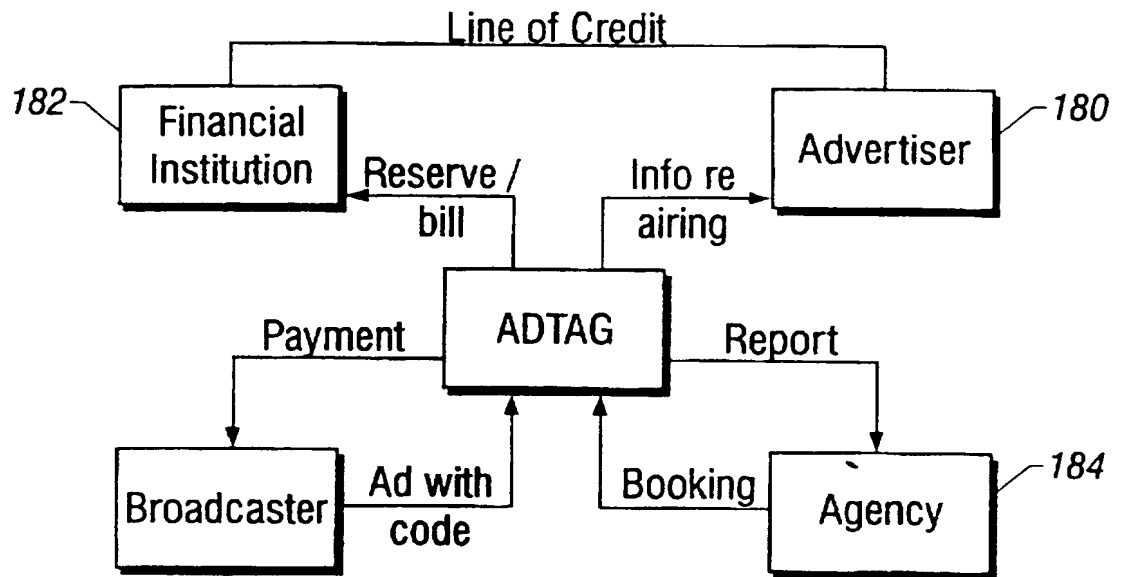 Line of Credit
182
Financial
Institution
Advertiser
180
Reserve /
bill
Info re
airing
ADTAG
Payment
Report
Broadcaster
Ad with
code
Booking
Agency
184